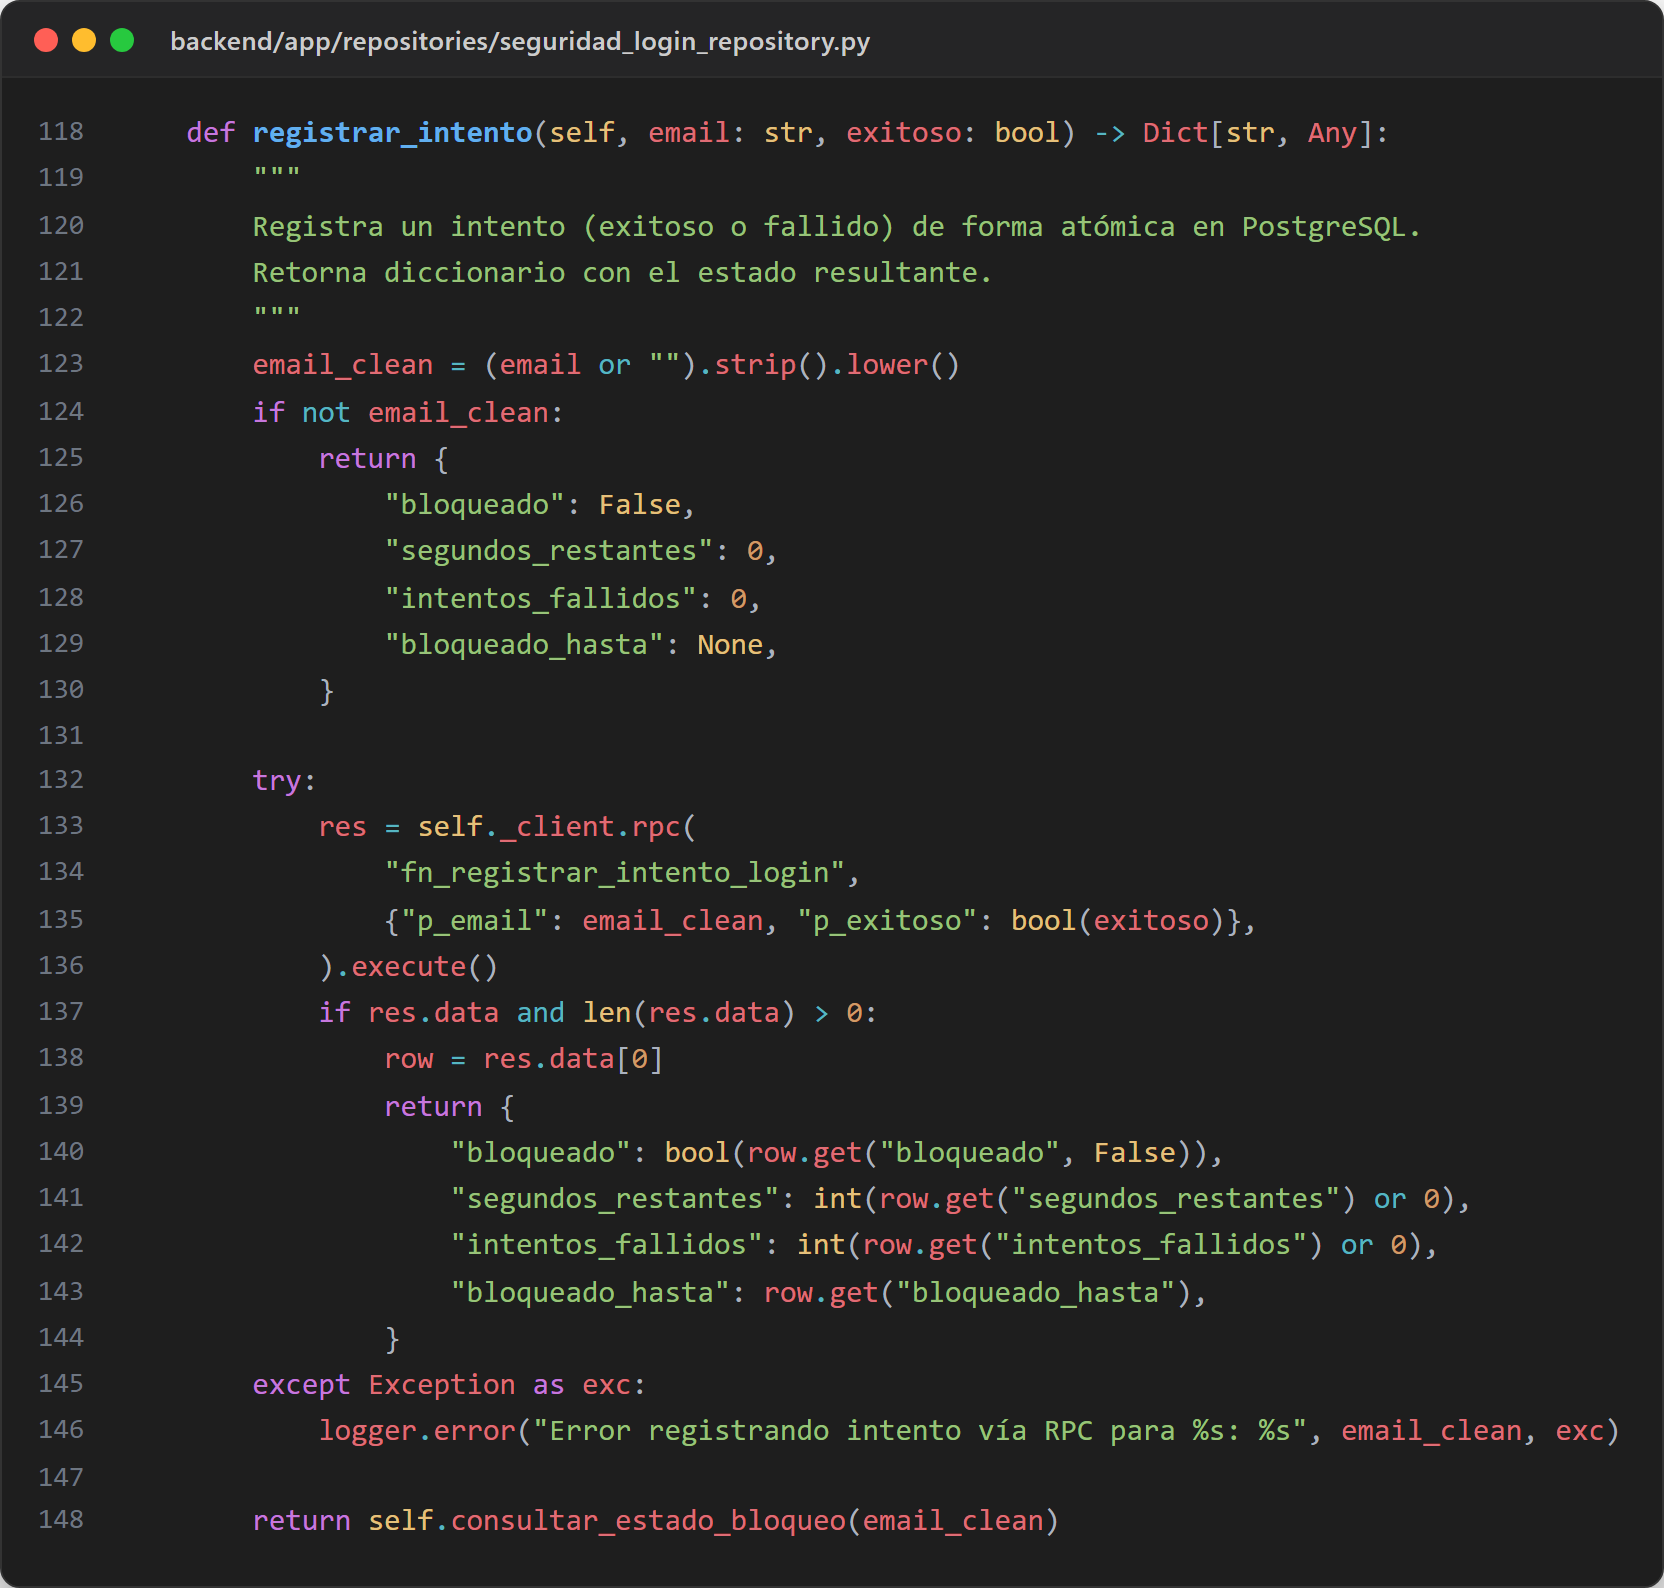 backend/app/repositories/seguridad_login_repository.py
118 def registrar_intento(self, email: str, exitoso: bool) -> Dict[str, Any]:
119 """
120 Registra un intento (exitoso o fallido) de forma atómica en PostgreSQL.
121 Retorna diccionario con el estado resultante.
122 """
123 email_clean = (email or "").strip().lower()
124 if not email_clean:
125 return {
126 "bloqueado": False,
127 "segundos_restantes": 0,
128 "intentos_fallidos": 0,
129 "bloqueado_hasta": None,
130 }
131
132 try:
133 res = self._client.rpc(
134 "fn_registrar_intento_login",
135 {"p_email": email_clean, "p_exitoso": bool(exitoso)},
136 ).execute()
137 if res.data and len(res.data) > 0:
138 row = res.data[0]
139 return {
140 "bloqueado": bool(row.get("bloqueado", False)),
141 "segundos_restantes": int(row.get("segundos_restantes") or 0),
142 "intentos_fallidos": int(row.get("intentos_fallidos") or 0),
143 "bloqueado_hasta": row.get("bloqueado_hasta"),
144 }
145 except Exception as exc:
146 logger.error("Error registrando intento vía RPC para %s: %s", email_clean, exc)
147
148 return self.consultar_estado_bloqueo(email_clean)